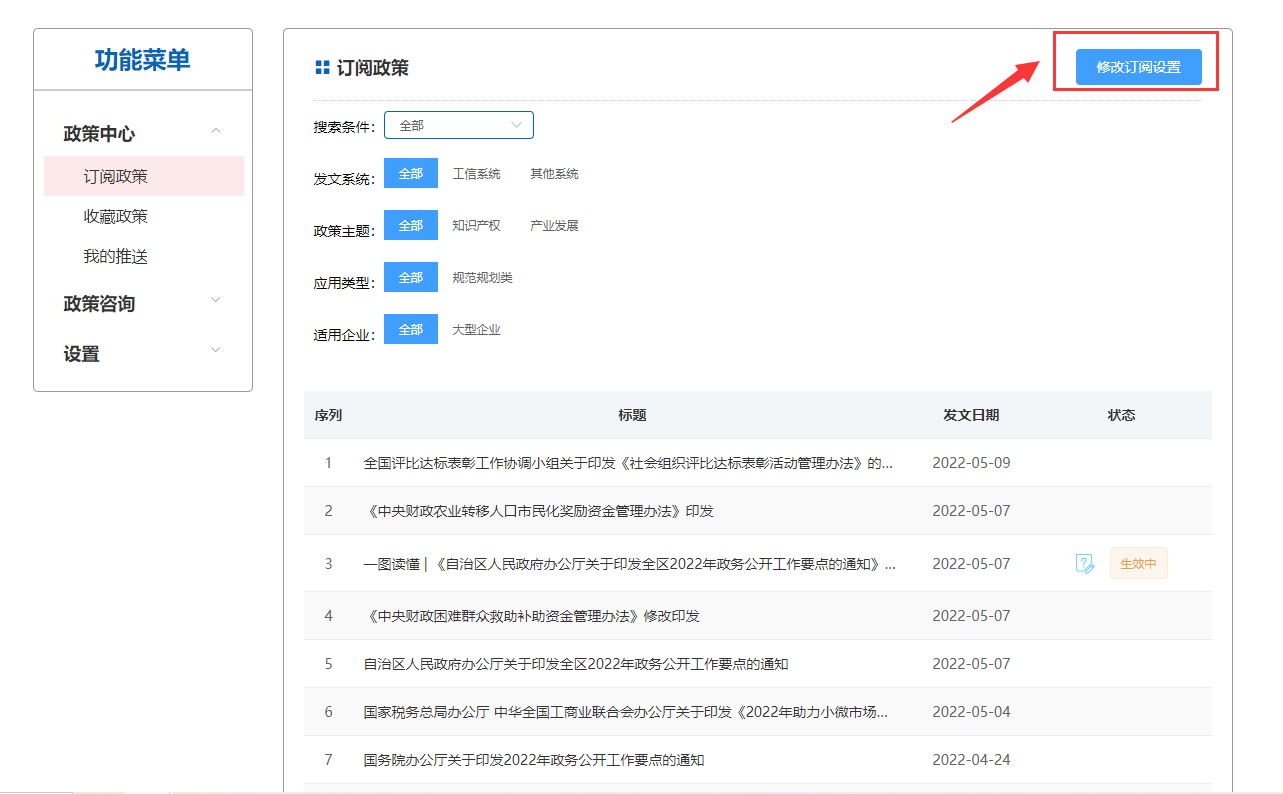 功能菜单
政策中心
订阅政策
收藏政策
我的推送
政策咨询
设置
订阅政策
修改订阅设置
搜索条件： 全部
发文系统： 全部 工信系统 其他系统
政策主题： 全部 知识产权 产业发展
应用类型： 全部 规范规划类
适用企业： 全部 大型企业
序列 标题 发文日期 状态
1 全国评比达标表彰工作协调小组关于印发《社会组织评比达标表彰活动管理办法》的... 2022-05-09
2 《中央财政农业转移人口市民化奖励资金管理办法》印发 2022-05-07
3 一图读懂 | 《自治区人民政府办公厅关于印发全区2022年政务公开工作要点的通知》... 2022-05-07 生效中
4 《中央财政困难群众救助补助资金管理办法》修改印发 2022-05-07
5 自治区人民政府办公厅关于印发全区2022年政务公开工作要点的通知 2022-05-07
6 国家税务总局办公厅 中华全国工商业联合会办公厅关于印发《2022年助力小微市场... 2022-05-04
7 国务院办公厅关于印发2022年政务公开工作要点的通知 2022-04-24